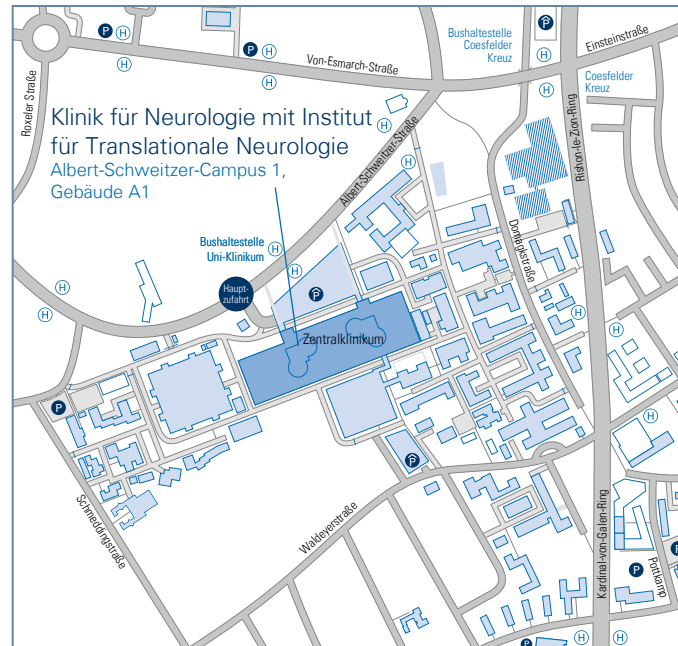 P
H
H
P
H
H
Von-Esmarch-Straße
Bushaltestelle
Coesfelder
Kreuz
P
H
H
Einsteinstraße
Coesfelder
Kreuz
H
H
Roxeler Straße
Klinik für Neurologie mit Institut
für Translationale Neurologie
Albert-Schweitzer-Campus 1,
Gebäude A1
H
H
Albert-Schweitzer-Straße
Rishon-le-Zion-Ring
Domagkstraße
Bushaltestelle
Uni-Klinikum
H
H
Haupt-
zufahrt
P
H
H
H
H
Zentralklinikum
P
P
H
Schmeddingstraße
Waldeyerstraße
Kardinal-von-Galen-Ring
P
P
Pottkamp
P
H
H